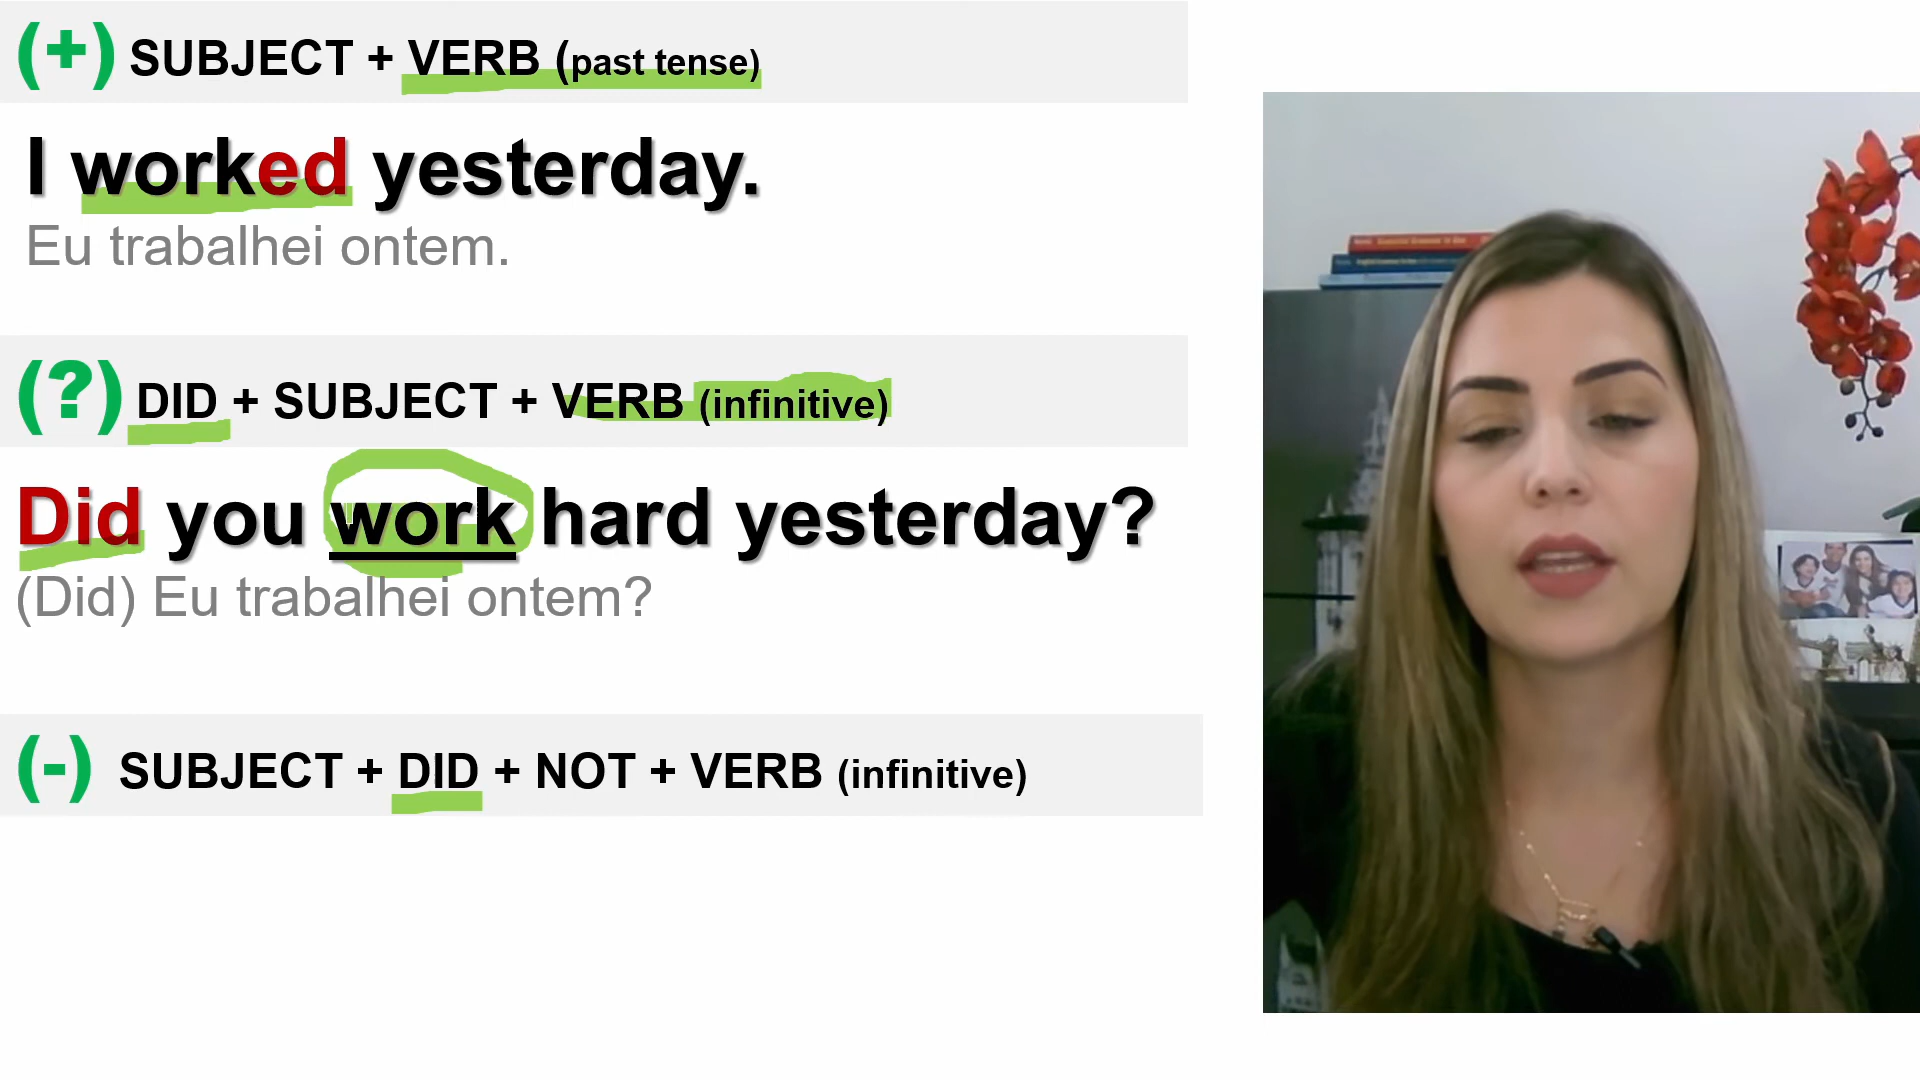 (+) SUBJECT + VERB (past tense)
I worked yesterday.
Eu trabalhei ontem.
(?) DID + SUBJECT + VERB (infinitive)
Did you work hard yesterday?
(Did) Eu trabalhei ontem?
(-) SUBJECT + DID + NOT + VERB (infinitive)